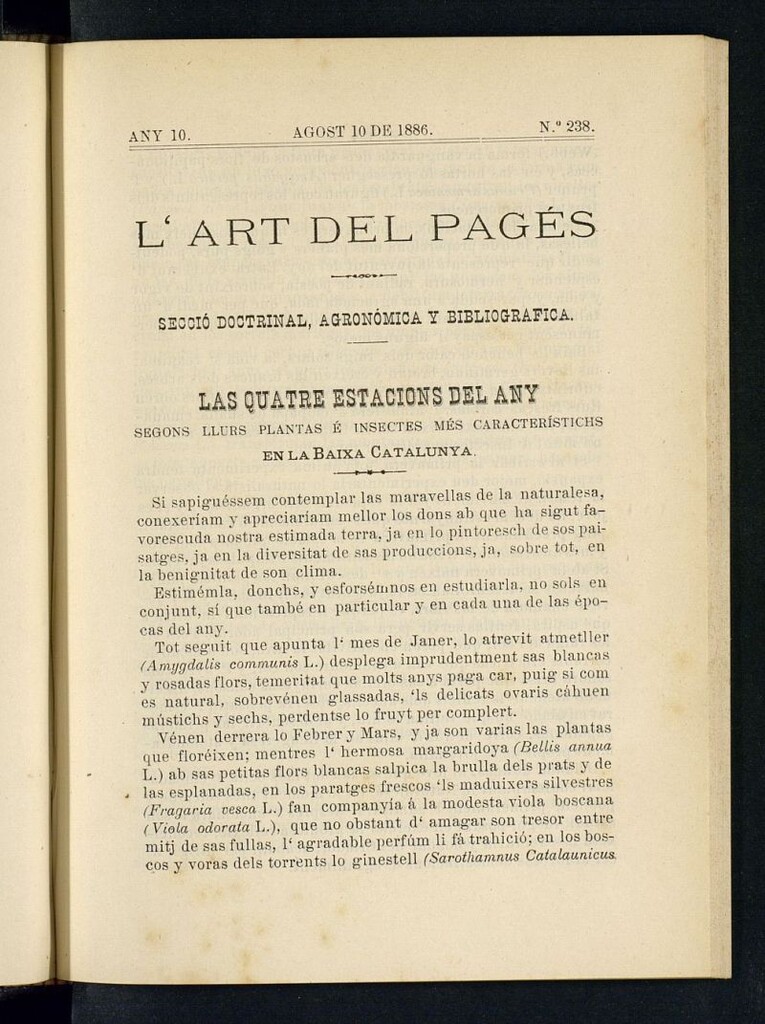 ANY 10. AGOST 10 DE 1886. N.º 238.
L‘ ART DEL PAGÉS
SECCIÓ DOCTRINAL, AGRONÓMICA Y BIBLIOGRAFICA.
LAS QUATRE ESTACIONS DEL ANY
SEGONS LLURS PLANTAS É INSECTES MÉS CARACTERÍSTICHS
EN LA BAIXA CATALUNYA.
Si sapiguéssem contemplar las maravellas de la naturalesa,
conexeríam y apreciaríam mellor los dons ab que ha sigut fa-
vorescuda nostra estimada terra, ja en lo pintoresch de sos pai-
satges, ja en la diversitat de sas produccions, ja, sobre tot, en
la benignitat de son clima.
Estimémla, donchs, y esforsémnos en estudiarla, no sols en
conjunt, sí que també en particular y en cada una de las épo-
cas del any.
Tot seguit que apunta l‘ mes de Janer, lo atrevit atmetller
(Amygdalis communis L.) desplega imprudentment sas blancas
y rosadas flors, temeritat que molts anys paga car, puig si com
es natural, sobrevénen glassadas, ‘ls delicats ovaris cáhuen
mústichs y sechs, perdentse lo fruyt per complert.
Vénen derrera lo Febrer y Mars, y ja son varias las plantas
que floréixen; mentres l‘ hermosa margaridoya (Bellis annua
L.) ab sas petitas flors blancas salpica la brulla dels prats y de
las esplanadas, en los paratges frescos ‘ls maduixers silvestres
(Fragaria vesca L.) fan companyía á la modesta viola boscana
(Viola odorata L.), que no obstant d‘ amagar son tresor entre
mitj de sas fullas, l‘ agradable perfúm li fá trahició; en los bos-
cos y voras dels torrents lo ginestell (Sarothamnus Catalaunicus.